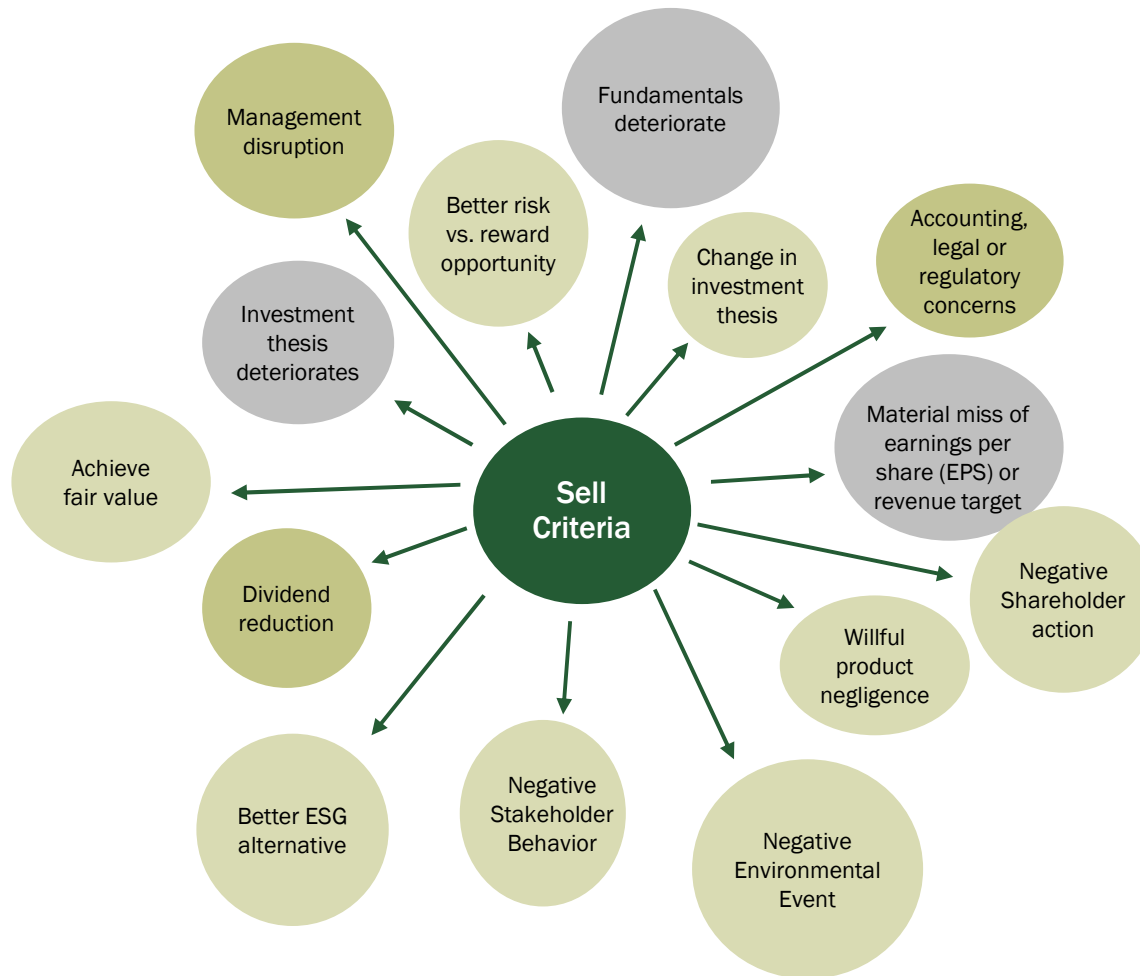 Fundamentals
deteriorate
Management
disruption
Better risk
vs. reward
opportunity
Change in
investment
thesis
Accounting,
legal or
regulatory
concerns
Investment
thesis
deteriorates
Material miss of
earnings per
share (EPS) or
revenue target
Achieve
fair value
Sell
Criteria
Dividend
reduction
Negative
Shareholder
action
Willful
product
negligence
Better ESG
alternative
Negative
Stakeholder
Behavior
Negative
Environmental
Event